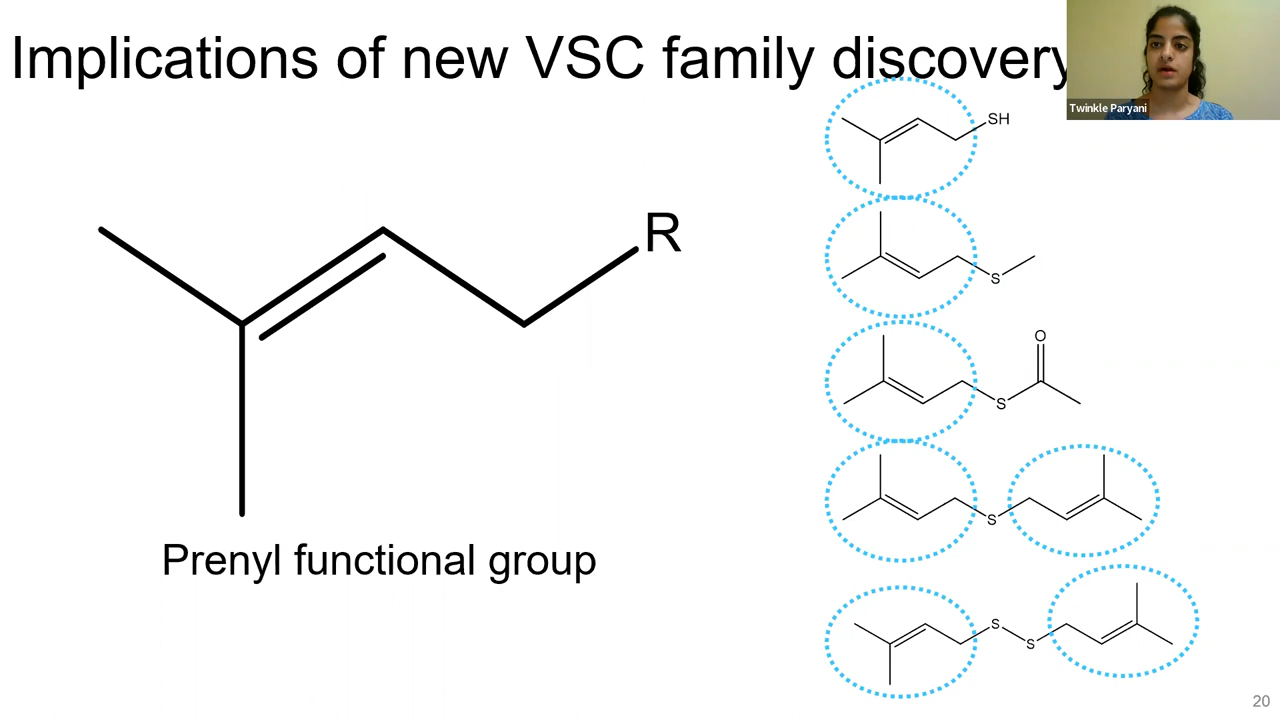 Implications of new VSC family discovery
Twinkle Paryani
SH
R
S
O
S
S
S
S
Prenyl functional group
20